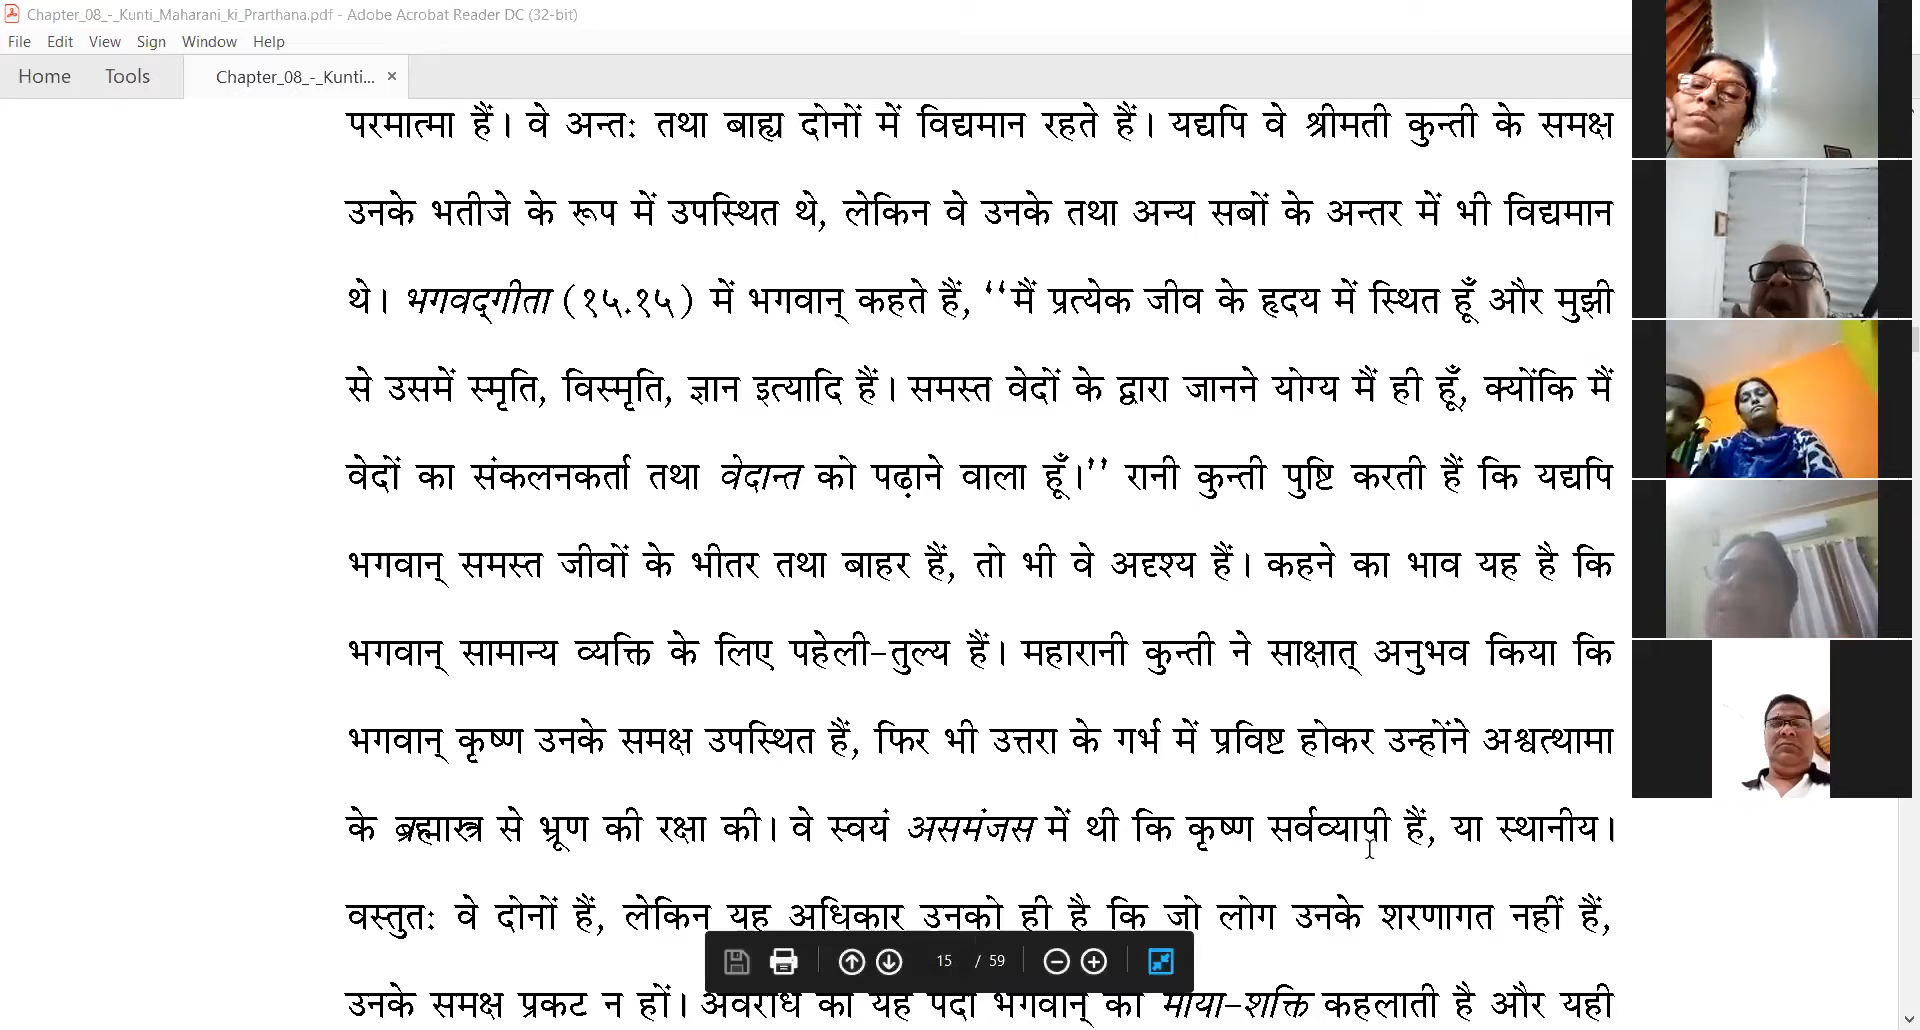 Chapter_08_-_Kunti_Maharani_ki_Prarthana.pdf - Adobe Acrobat Reader DC (32-bit)
File Edit View Sign Window Help
Home Tools Chapter_08_-_Kunti... ×
परमात्मा हैं। वे अन्तः तथा बाह्य दोनों में विद्यमान रहते हैं। यद्यपि वे श्रीमती कुन्ती के समक्ष
उनके भतीजे के रूप में उपस्थित थे, लेकिन वे उनके तथा अन्य सबों के अन्तर में भी विद्यमान
थे। भगवद्‌गीता (१५.१५) में भगवान् कहते हैं, ‘‘मैं प्रत्येक जीव के हृदय में स्थित हूँ और मुझी
से उसमें स्मृति, विस्मृति, ज्ञान इत्यादि हैं। समस्त वेदों के द्वारा जानने योग्य मैं ही हूँ, क्योंकि मैं
वेदों का संकलनकर्ता तथा वेदान्त को पढ़ाने वाला हूँ।’’ रानी कुन्ती पुष्टि करती हैं कि यद्यपि
भगवान् समस्त जीवों के भीतर तथा बाहर हैं, तो भी वे अदृश्य हैं। कहने का भाव यह है कि
भगवान् सामान्य व्यक्ति के लिए पहेली-तुल्य हैं। महारानी कुन्ती ने साक्षात् अनुभव किया कि
भगवान् कृष्ण उनके समक्ष उपस्थित हैं, फिर भी उत्तरा के गर्भ में प्रविष्ट होकर उन्होंने अश्वत्थामा
के ब्रह्मास्त्र से भ्रूण की रक्षा की। वे स्वयं असमंजस में थी कि कृष्ण सर्वव्यापी हैं, या स्थानीय।
वस्तुतः वे दोनों हैं, लेकिन यह अधिकार उनको ही है कि जो लोग उनके शरणागत नहीं हैं,
15 / 59
उनके समक्ष प्रकट न हों। अवरोध का यह पर्दा भगवान् की माया-शक्ति कहलाती है और यही